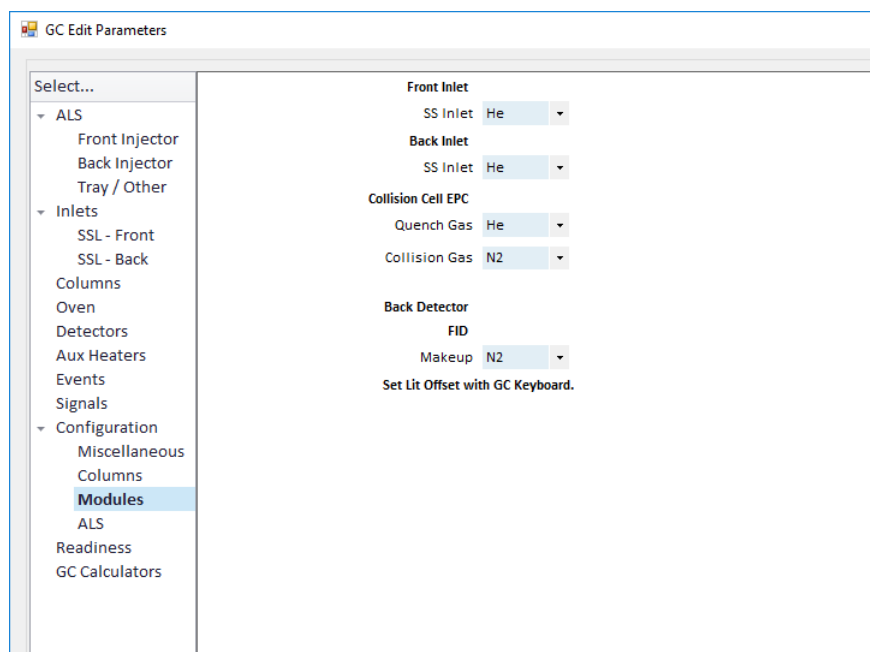 GC Edit Parameters
Select...
ALS
Front Injector
Back Injector
Tray / Other
Inlets
SSL - Front
SSL - Back
Columns
Oven
Detectors
Aux Heaters
Events
Signals
Configuration
Miscellaneous
Columns
Modules
ALS
Readiness
GC Calculators
Front Inlet
SS Inlet He
Back Inlet
SS Inlet He
Collision Cell EPC
Quench Gas He
Collision Gas N2
Back Detector
FID
Makeup N2
Set Lit Offset with GC Keyboard.